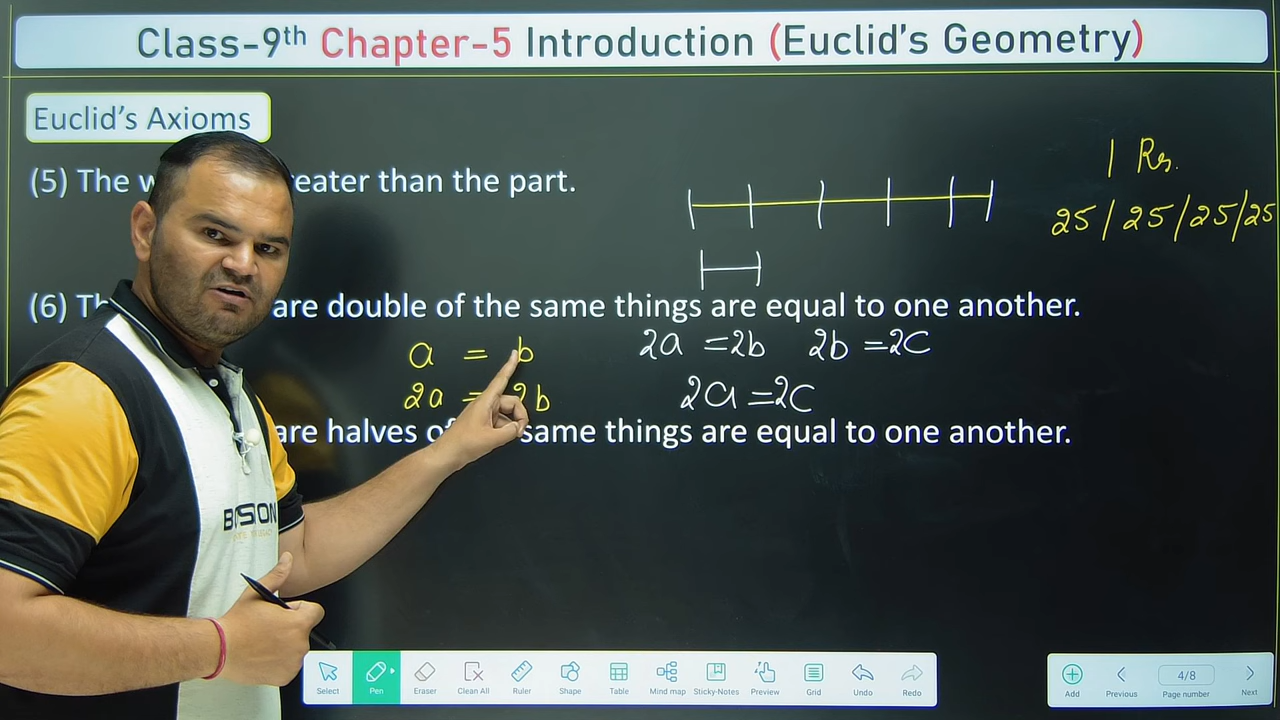 Class-9th Chapter-5 Introduction (Euclid's Geometry)
Euclid's Axioms
(5) The w reater than the part.
1 Rs.
25/25/25/25
(6) Th are double of the same things are equal to one another.
a = b 2a =2b 2b =2c
2a = 2b 2a =2c
are halves of same things are equal to one another.
Select Pen Eraser Clean All Ruler Shape Table Mind map Sticky-Notes Preview Grid Undo Redo
Add Previous 4/8 Page number Next